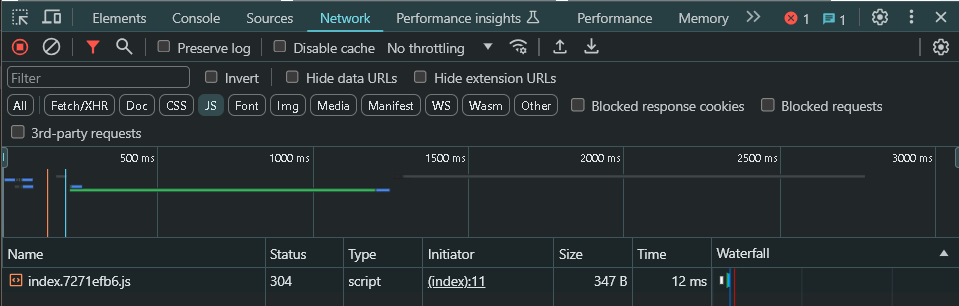 Elements Console Sources Network Performance insights Performance Memory 1 1
Preserve log Disable cache No throttling
Filter Invert Hide data URLs Hide extension URLs
All Fetch/XHR Doc CSS JS Font Img Media Manifest WS Wasm Other Blocked response cookies Blocked requests
3rd-party requests
500 ms 1000 ms 1500 ms 2000 ms 2500 ms 3000 ms
Name Status Type Initiator Size Time Waterfall
index.7271efb6.js 304 script (index):11 347 B 12 ms